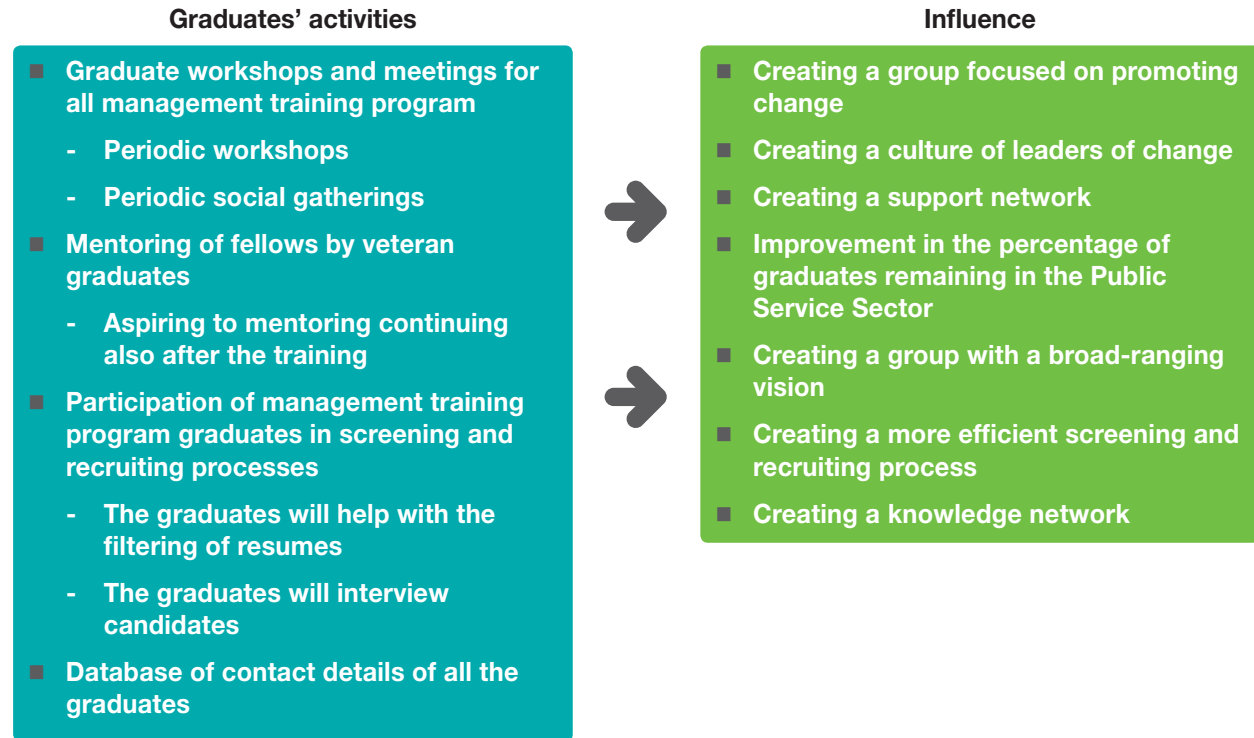 Graduates’ activities
■ Graduate workshops and meetings for
all management training program
- Periodic workshops
- Periodic social gatherings
■ Mentoring of fellows by veteran
graduates
- Aspiring to mentoring continuing
also after the training
■ Participation of management training
program graduates in screening and
recruiting processes
- The graduates will help with the
filtering of resumes
- The graduates will interview
candidates
■ Database of contact details of all the
graduates
Influence
■ Creating a group focused on promoting
change
■ Creating a culture of leaders of change
■ Creating a support network
■ Improvement in the percentage of
graduates remaining in the Public
Service Sector
■ Creating a group with a broad-ranging
vision
■ Creating a more efficient screening and
recruiting process
■ Creating a knowledge network